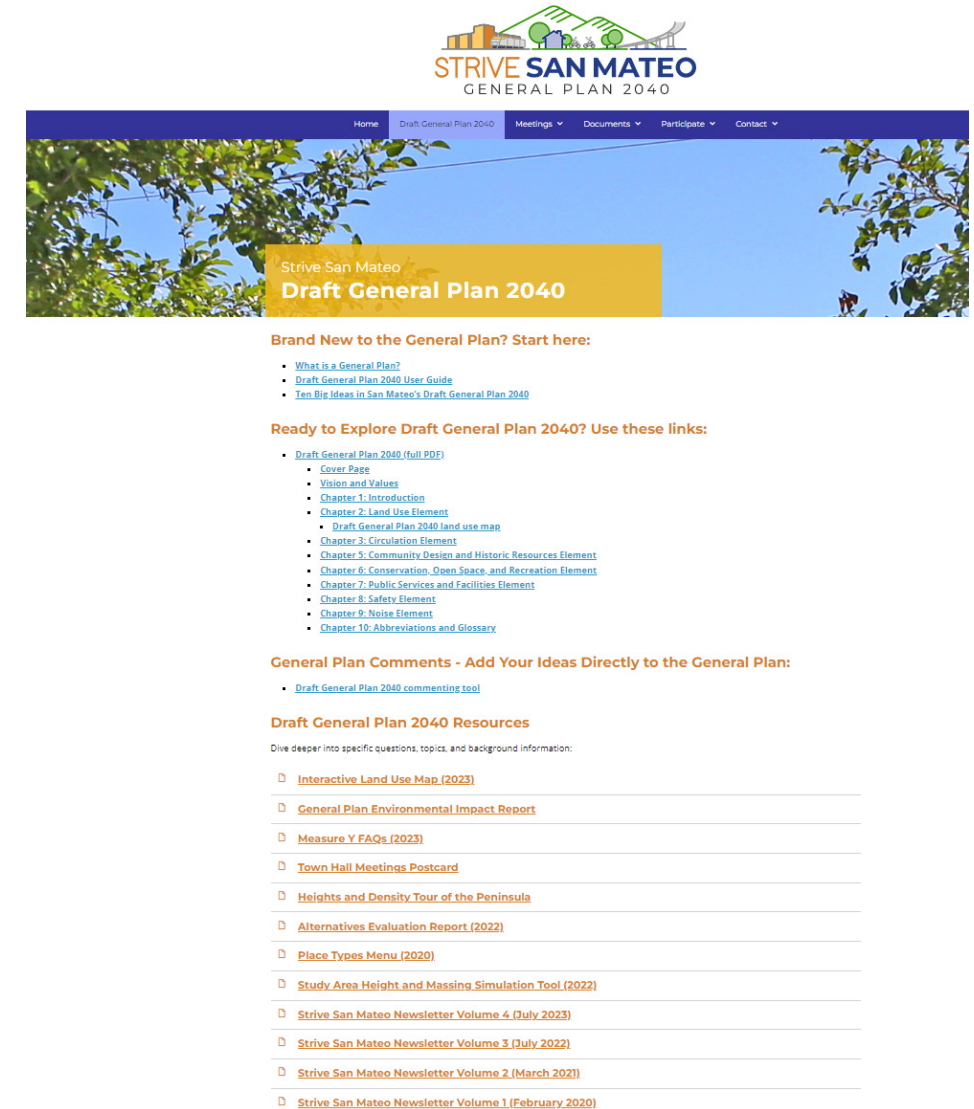 STRIVE SAN MATEO
GENERAL PLAN 2040
Home Draft General Plan 2040 Meetings Documents Participate Contact
Strive San Mateo
Draft General Plan 2040
Brand New to the General Plan? Start here:
What is a General Plan?
Draft General Plan 2040 User Guide
Ten Big Ideas in San Mateo's Draft General Plan 2040
Ready to Explore Draft General Plan 2040? Use these links:
Draft General Plan 2040 (full PDF)
Cover Page
Vision and Values
Chapter 1: Introduction
Chapter 2: Land Use Element
Draft General Plan 2040 land use map
Chapter 3: Circulation Element
Chapter 5: Community Design and Historic Resources Element
Chapter 6: Conservation, Open Space, and Recreation Element
Chapter 7: Public Services and Facilities Element
Chapter 8: Safety Element
Chapter 9: Noise Element
Chapter 10: Abbreviations and Glossary
General Plan Comments - Add Your Ideas Directly to the General Plan:
Draft General Plan 2040 commenting tool
Draft General Plan 2040 Resources
Dive deeper into specific questions, topics, and background information:
Interactive Land Use Map (2023)
General Plan Environmental Impact Report
Measure Y FAQs (2023)
Town Hall Meetings Postcard
Heights and Density Tour of the Peninsula
Alternatives Evaluation Report (2022)
Place Types Menu (2020)
Study Area Height and Massing Simulation Tool (2022)
Strive San Mateo Newsletter Volume 4 (July 2023)
Strive San Mateo Newsletter Volume 3 (July 2022)
Strive San Mateo Newsletter Volume 2 (March 2021)
Strive San Mateo Newsletter Volume 1 (February 2020)